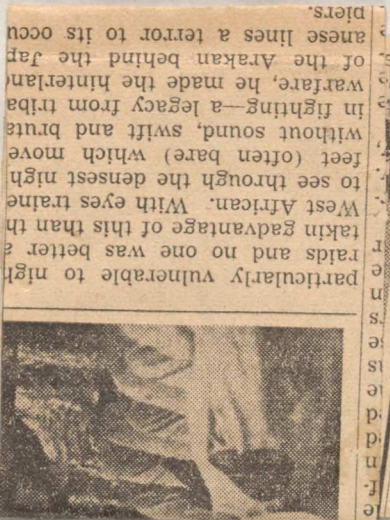 particularly vulnerable to nigh
raids and no one was better a
takin gadvantage of this than th
West African. With eyes traine
to see through the densest nigh
feet (often bare) which move
without sound, swift and bruta
in fighting—a legacy from triba
warfare, he made the hinterlan
of the Arakan behind the Jap
anese lines a terror to its occu
piers.